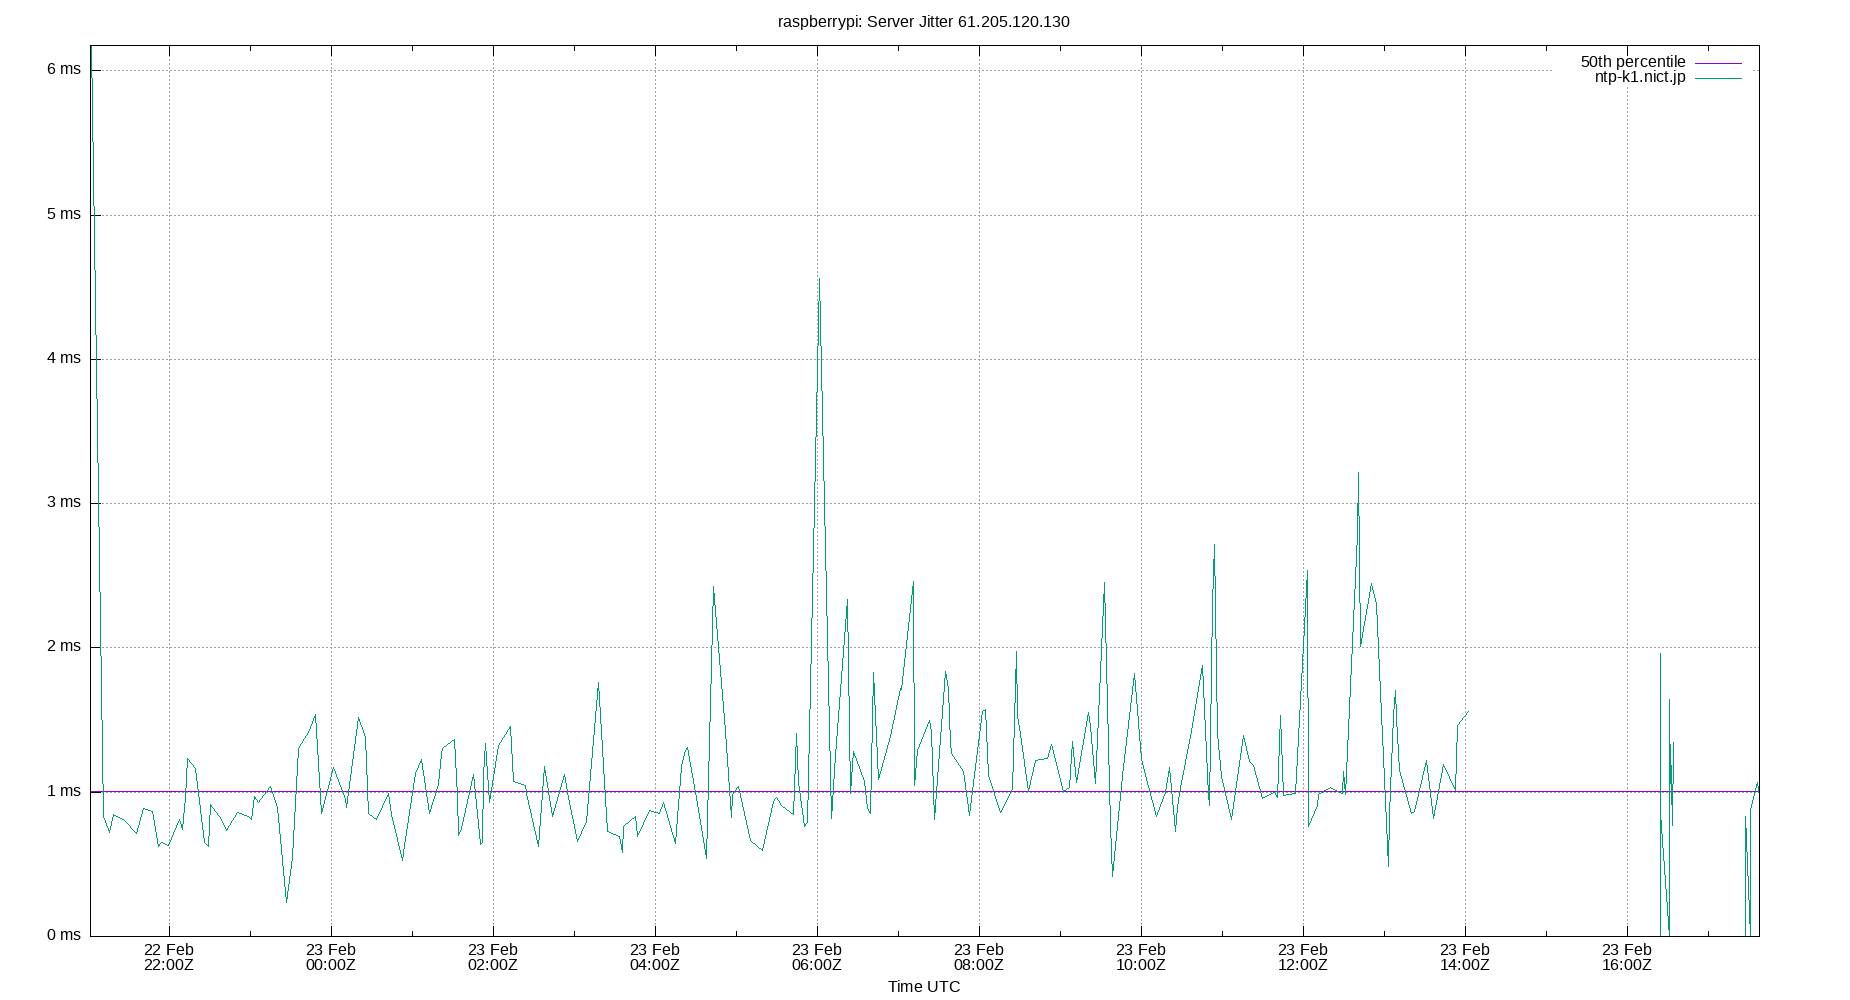 raspberrypi: Server Jitter 61.205.120.130
50th percentile
ntp-k1.nict.jp
6 ms
5 ms
4 ms
3 ms
2 ms
1 ms
0 ms
22 Feb 23 Feb 23 Feb 23 Feb 23 Feb 23 Feb 23 Feb 23 Feb 23 Feb 23 Feb
22:00Z 00:00Z 02:00Z 04:00Z 06:00Z 08:00Z 10:00Z 12:00Z 14:00Z 16:00Z
Time UTC